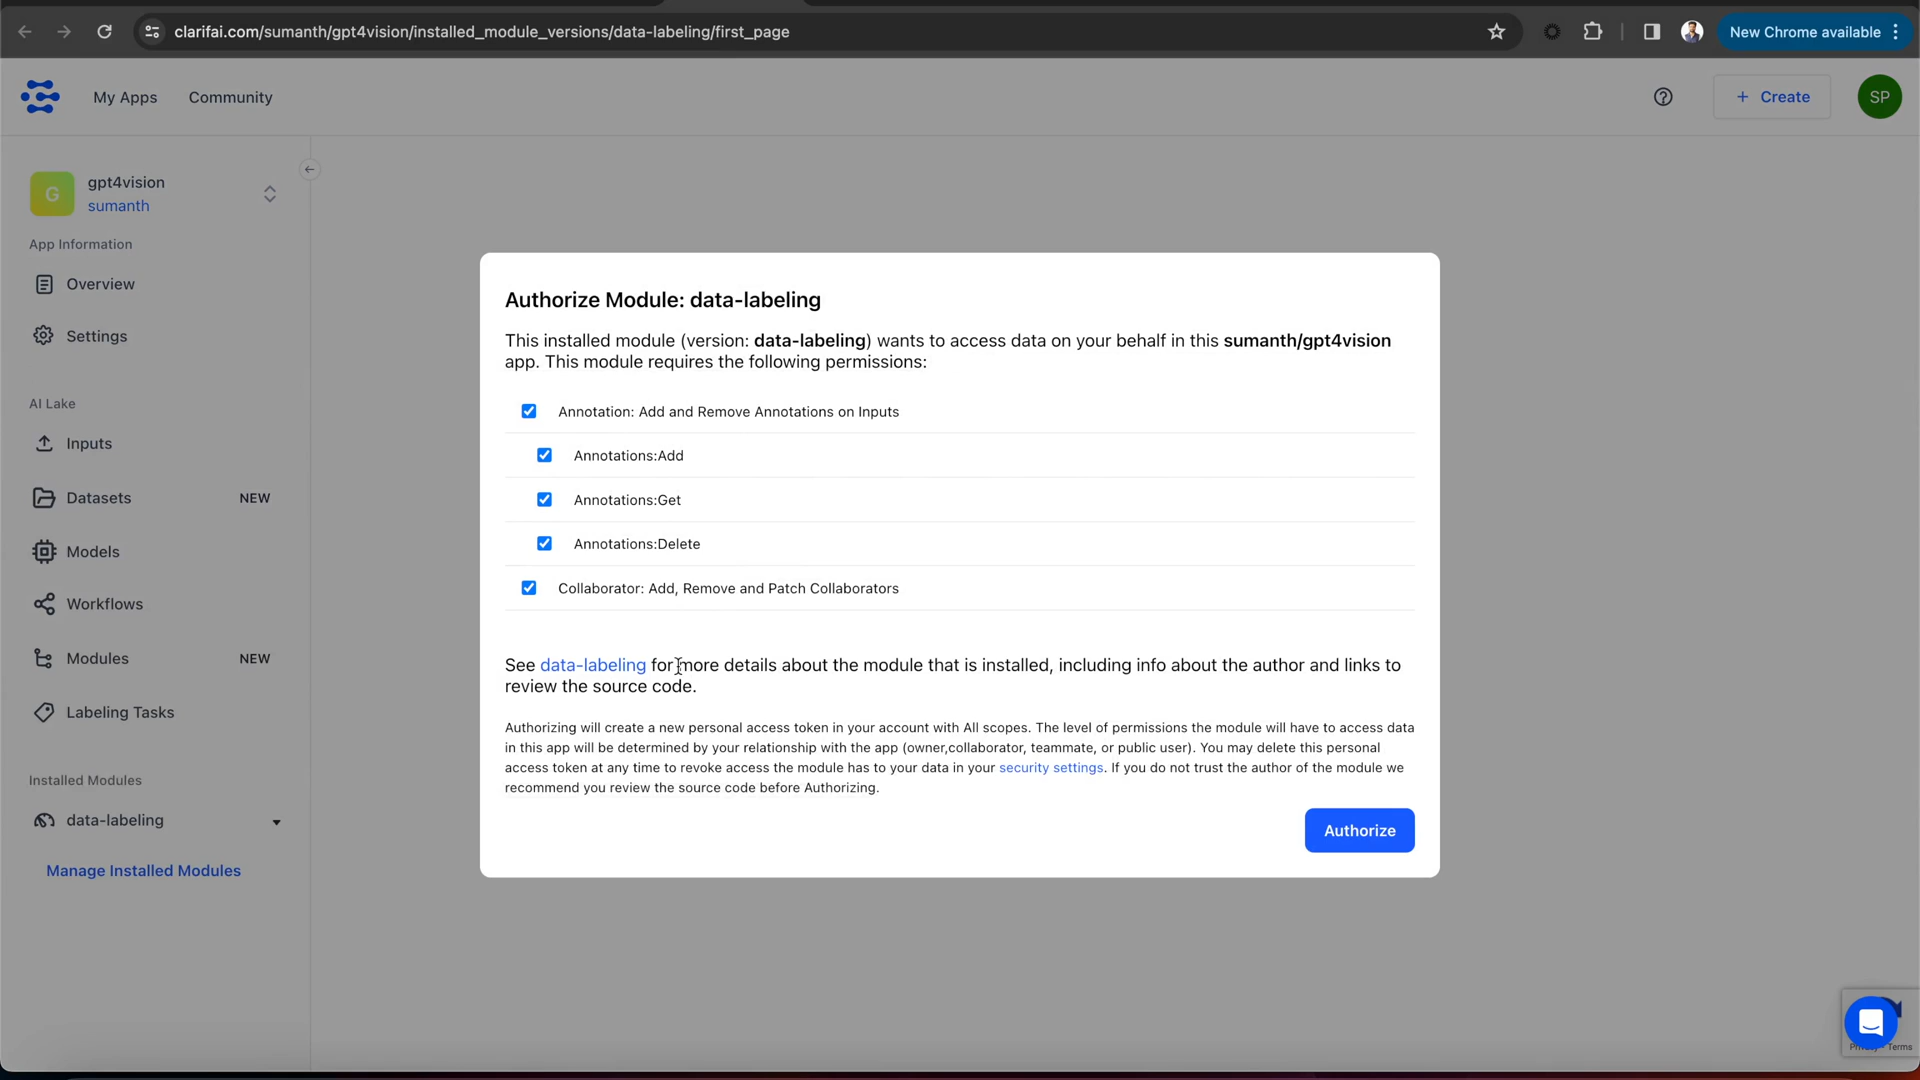 clarifai.com/sumanth/gpt4vision/installed_module_versions/data-labeling/first_page
New Chrome available
My Apps
Community
Create
SP
G
gpt4vision
sumanth
App Information
Overview
Settings
AI Lake
Inputs
Datasets NEW
Models
Workflows
Modules NEW
Labeling Tasks
Installed Modules
data-labeling
Manage Installed Modules
Authorize Module: data-labeling
This installed module (version: data-labeling) wants to access data on your behalf in this sumanth/gpt4vision
app. This module requires the following permissions:
Annotation: Add and Remove Annotations on Inputs
Annotations:Add
Annotations:Get
Annotations:Delete
Collaborator: Add, Remove and Patch Collaborators
See data-labeling for more details about the module that is installed, including info about the author and links to
review the source code.
Authorizing will create a new personal access token in your account with All scopes. The level of permissions the module will have to access data
in this app will be determined by your relationship with the app (owner,collaborator, teammate, or public user). You may delete this personal
access token at any time to revoke access the module has to your data in your security settings. If you do not trust the author of the module we
recommend you review the source code before Authorizing.
Authorize
Terms